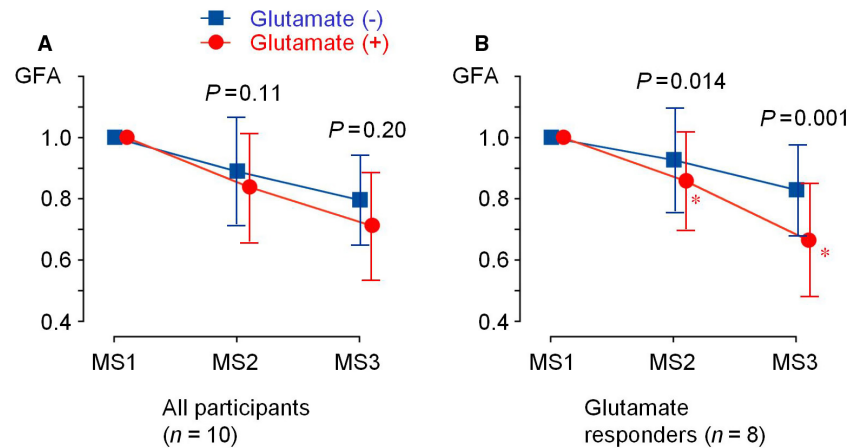 Glutamate (-)
Glutamate (+)
A
GFA
P=0.11
P=0.20
1.0
0.8
0.6
0.4
MS1 MS2 MS3
All participants
(n = 10)
B
GFA
P=0.014
P=0.001
1.0
0.8
0.6
0.4
*
*
MS1 MS2 MS3
Glutamate
responders (n = 8)